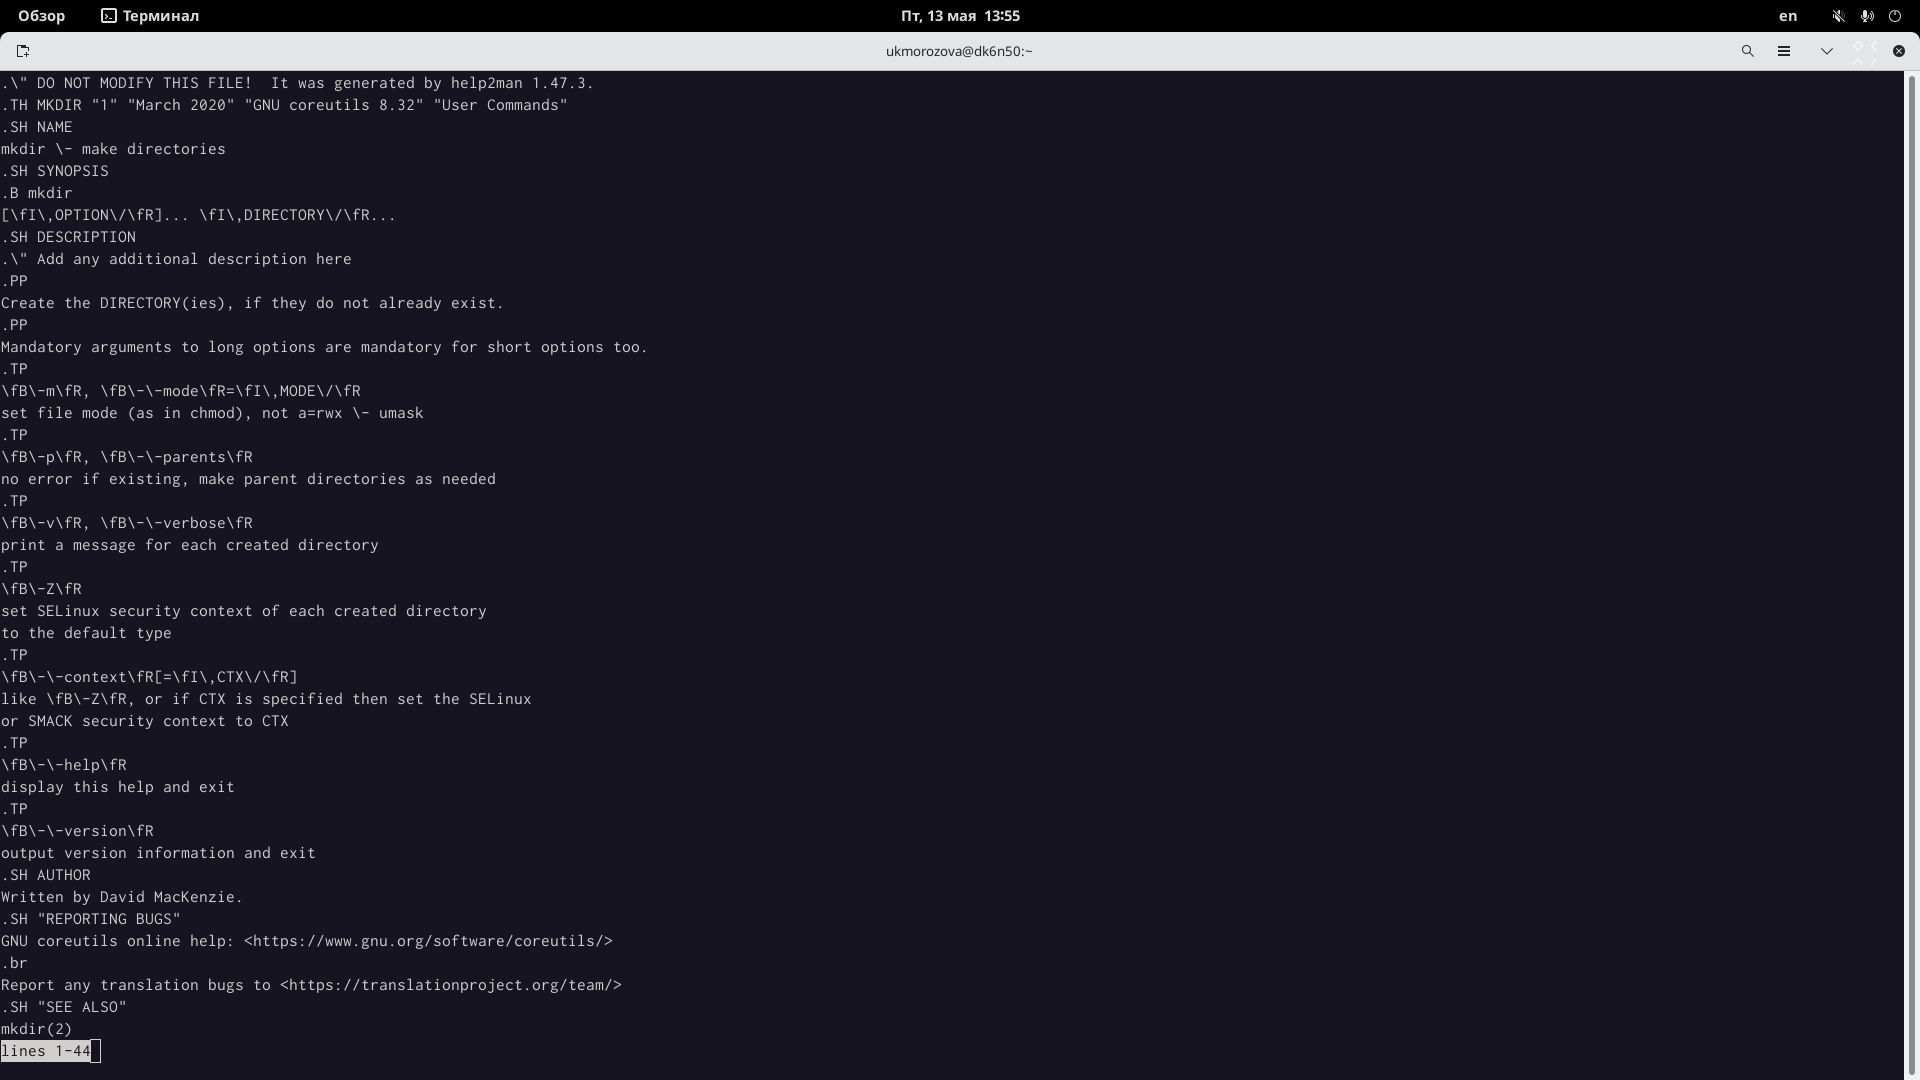 Обзор Терминал Пт, 13 мая 13:55 en
ukmorozova@dk6n50:~
.\" DO NOT MODIFY THIS FILE!  It was generated by help2man 1.47.3.
.TH MKDIR "1" "March 2020" "GNU coreutils 8.32" "User Commands"
.SH NAME
mkdir \- make directories
.SH SYNOPSIS
.B mkdir
[\fI\,OPTION\/\fR]... \fI\,DIRECTORY\/\fR...
.SH DESCRIPTION
.\" Add any additional description here
.PP
Create the DIRECTORY(ies), if they do not already exist.
.PP
Mandatory arguments to long options are mandatory for short options too.
.TP
\fB\-m\fR, \fB\-\-mode\fR=\fI\,MODE\/\fR
set file mode (as in chmod), not a=rwx \- umask
.TP
\fB\-p\fR, \fB\-\-parents\fR
no error if existing, make parent directories as needed
.TP
\fB\-v\fR, \fB\-\-verbose\fR
print a message for each created directory
.TP
\fB\-Z\fR
set SELinux security context of each created directory
to the default type
.TP
\fB\-\-context\fR[=\fI\,CTX\/\fR]
like \fB\-Z\fR, or if CTX is specified then set the SELinux
or SMACK security context to CTX
.TP
\fB\-\-help\fR
display this help and exit
.TP
\fB\-\-version\fR
output version information and exit
.SH AUTHOR
Written by David MacKenzie.
.SH "REPORTING BUGS"
GNU coreutils online help: <https://www.gnu.org/software/coreutils/>
.br
Report any translation bugs to <https://translationproject.org/team/>
.SH "SEE ALSO"
mkdir(2)
lines 1-44